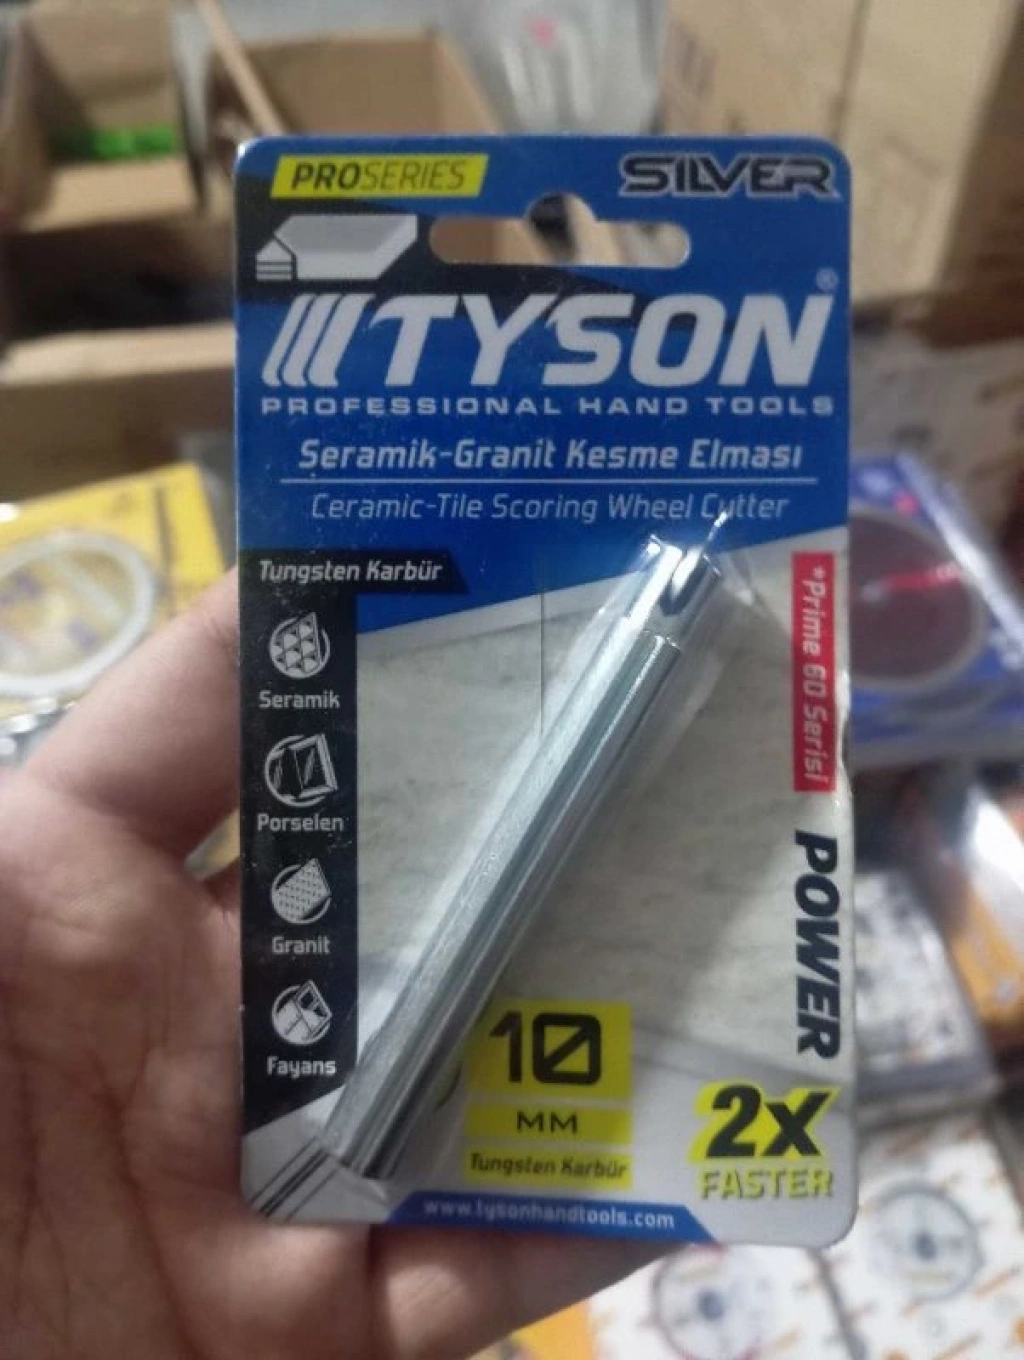 PROSERIES
SILVER
TYSON®
PROFESSIONAL HAND TOOLS
Seramik-Granit Kesme Elması
Ceramic-Tile Scoring Wheel Cutter
Tungsten Karbür
Seramik
Porselen
Granit
Fayans
*Prime 60 Serisi
POWER
10
MM
Tungsten Karbür
2X
FASTER
www.tysonhandtools.com